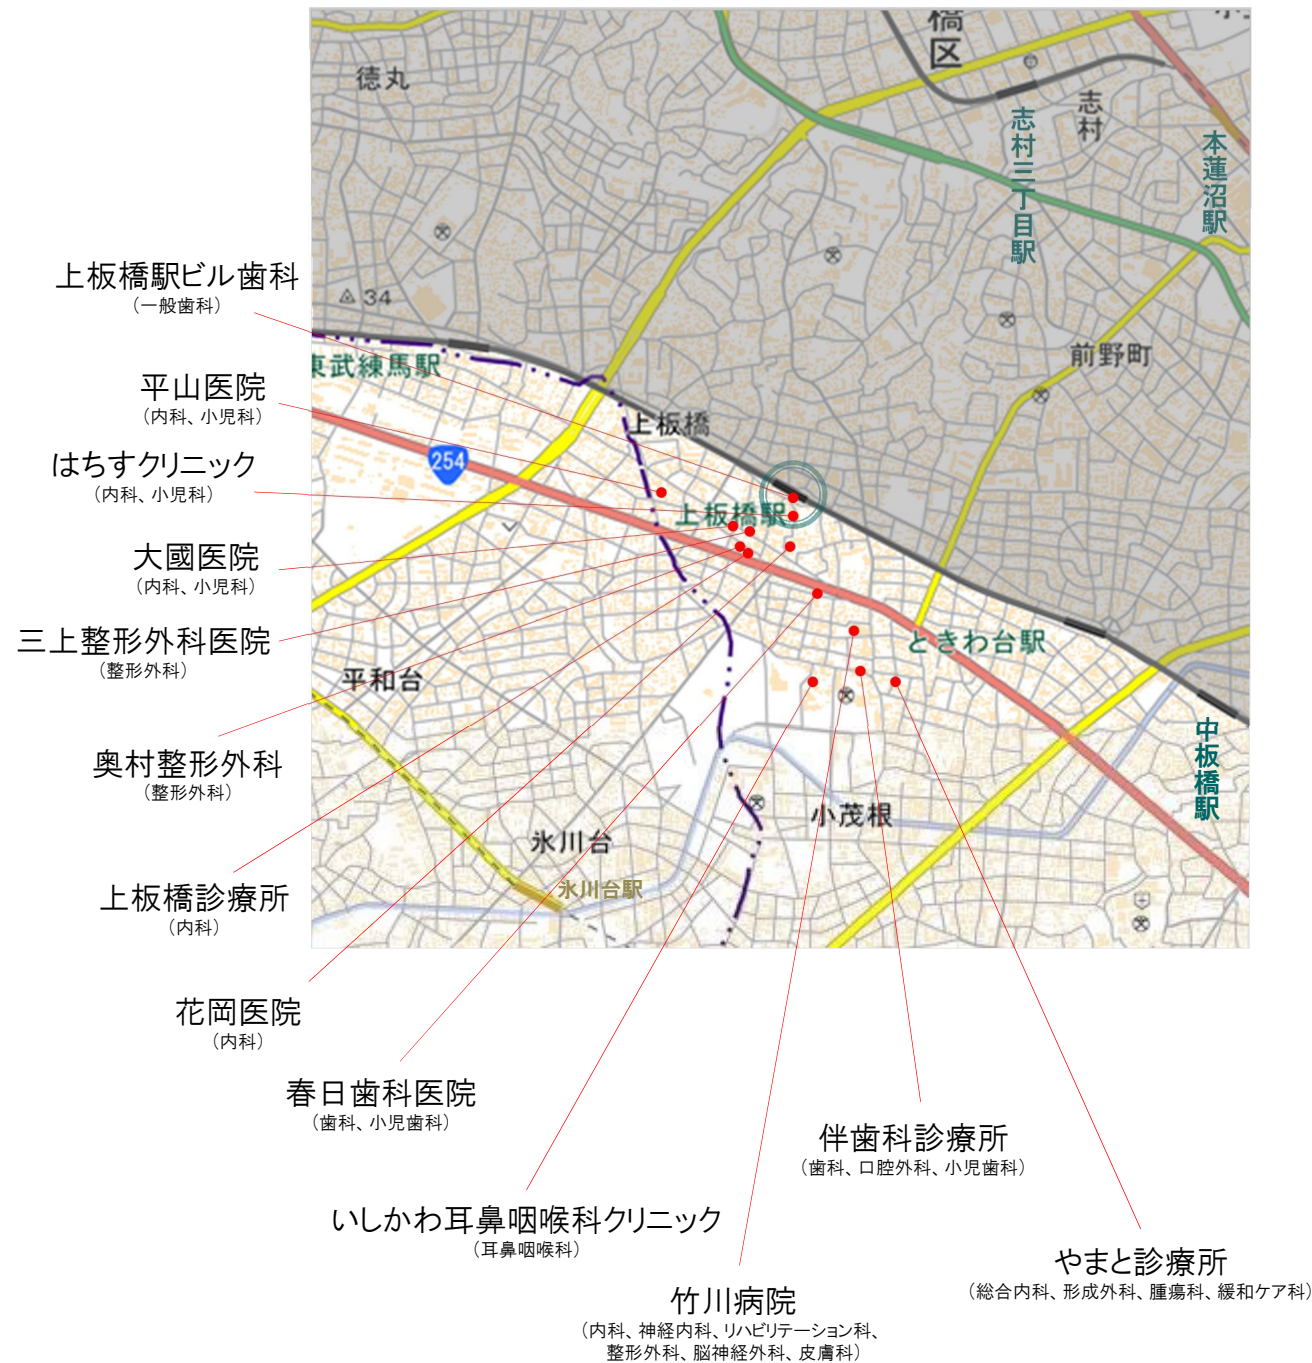 橋区
徳丸
志村
志村三丁目駅
本蓮沼駅
上板橋駅ビル歯科
（一般歯科）
34
前野町
東武練馬駅
平山医院
（内科、小児科）
上板橋
254
はちすクリニック
（内科、小児科）
上板橋駅
大國医院
（内科、小児科）
三上整形外科医院
（整形外科）
ときわ台駅
平和台
奥村整形外科
（整形外科）
中板橋駅
小茂根
氷川台
氷川台駅
上板橋診療所
（内科）
花岡医院
（内科）
春日歯科医院
（歯科、小児歯科）
伴歯科診療所
（歯科、口腔外科、小児歯科）
いしかわ耳鼻咽喉科クリニック
（耳鼻咽喉科）
やまと診療所
（総合内科、形成外科、腫瘍科、緩和ケア科）
竹川病院
（内科、神経内科、リハビリテーション科、
整形外科、脳神経外科、皮膚科）